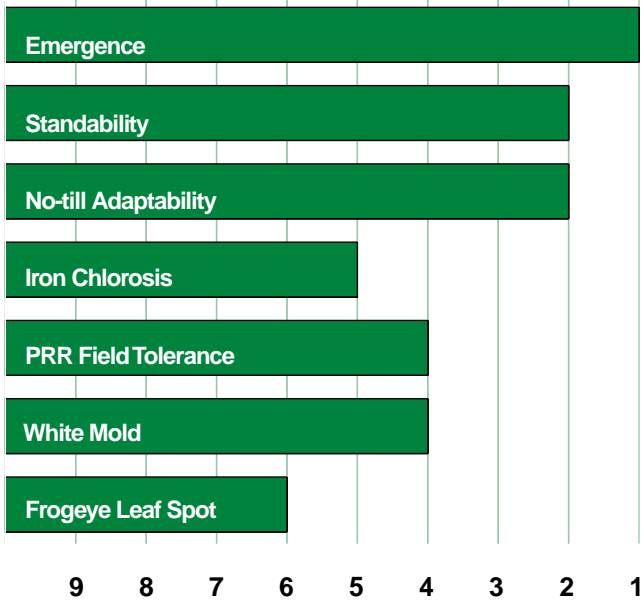 Emergence
Standability
No-till Adaptability
Iron Chlorosis
PRR Field Tolerance
White Mold
Frogeye Leaf Spot
9 8 7 6 5 4 3 2 1